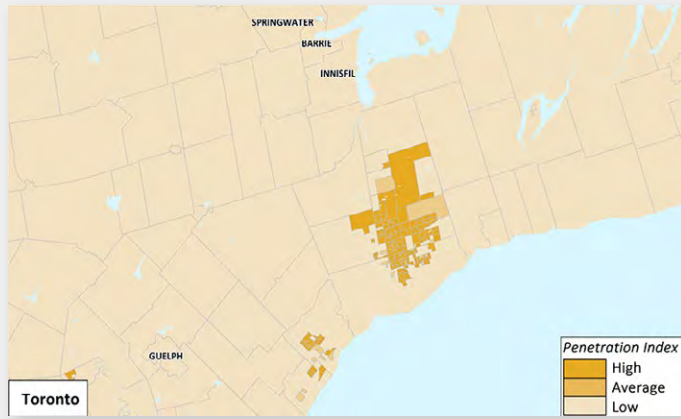 SPRINGWATER
BARRIE
INNISFIL
GUELPH
Toronto
Penetration Index
High
Average
Low